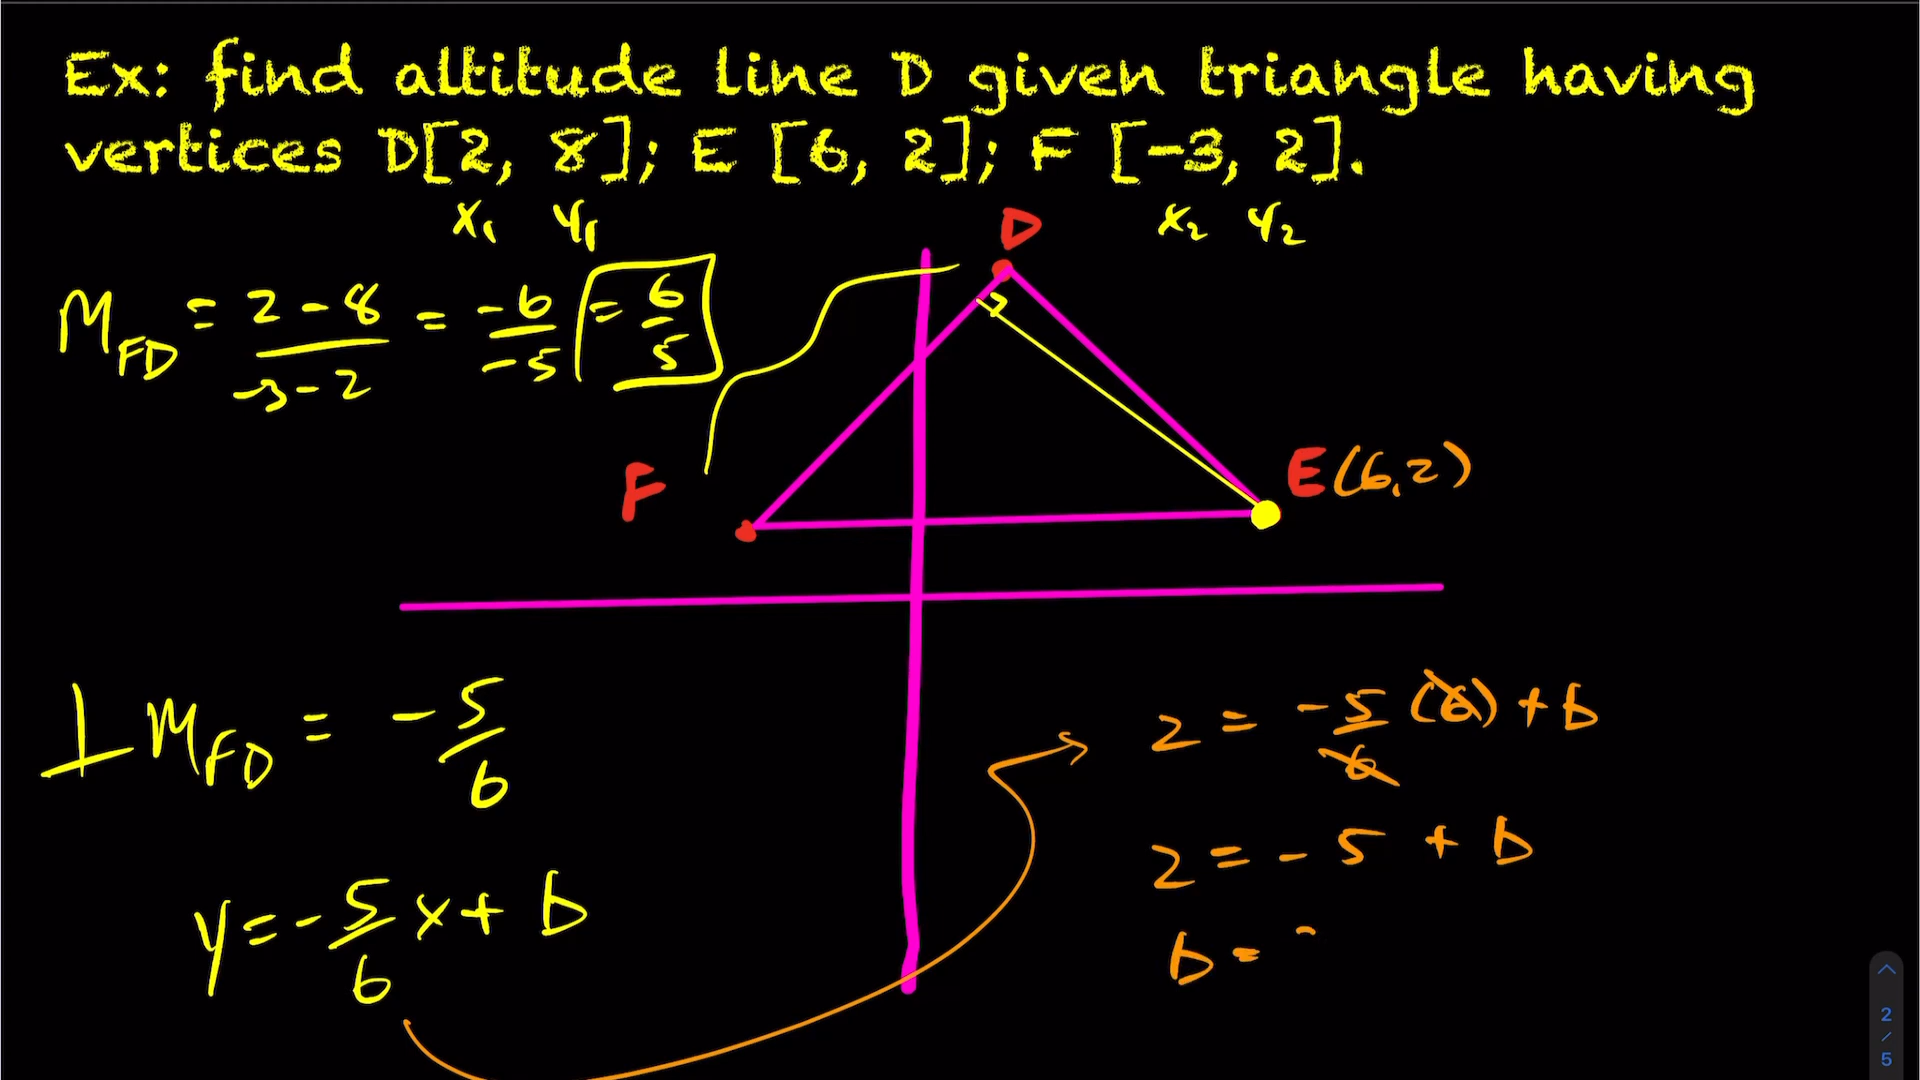 Ex: find altitude line D given triangle having
vertices D[2, 8]; E [6, 2]; F [-3, 2].
x₁ y₁ x₂ y₂
D
M_FD = (2 - 8)/(-3 - 2) = -6/-5 = 6/5
F
E(6,2)
⊥ M_FD = -5/6
2 = -5/6 (6) + b
2 = -5 + b
y = -5/6 x + b
b =
2
/
5